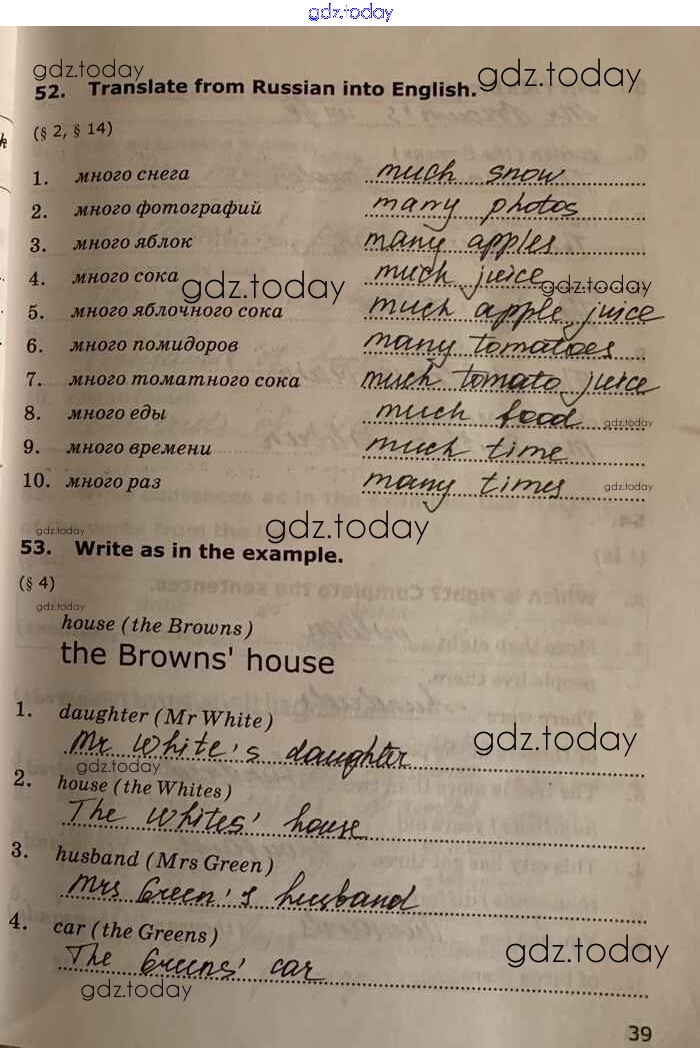 gdz.today
gdz.today
gdz.today
52. Translate from Russian into English.
(§ 2, § 14)
1. много снега much snow
2. много фотографий many photos
3. много яблок many apples
4. много сока much juice
gdz.today gdz.today
5. много яблочного сока much apple juice
6. много помидоров many tomatoes
7. много томатного сока much tomato juice
8. много еды much food
gdz.today
9. много времени much time
10. много раз many times
gdz.today
gdz.today gdz.today
53. Write as in the example.
(§ 4)
gdz.today
house (the Browns)
the Browns' house
1. daughter (Mr White)
Mr White's daughter
gdz.today
gdz.today
2. house (the Whites)
The Whites' house
3. husband (Mrs Green)
Mrs Green's husband
4. car (the Greens)
The Greens' car
gdz.today
gdz.today
39